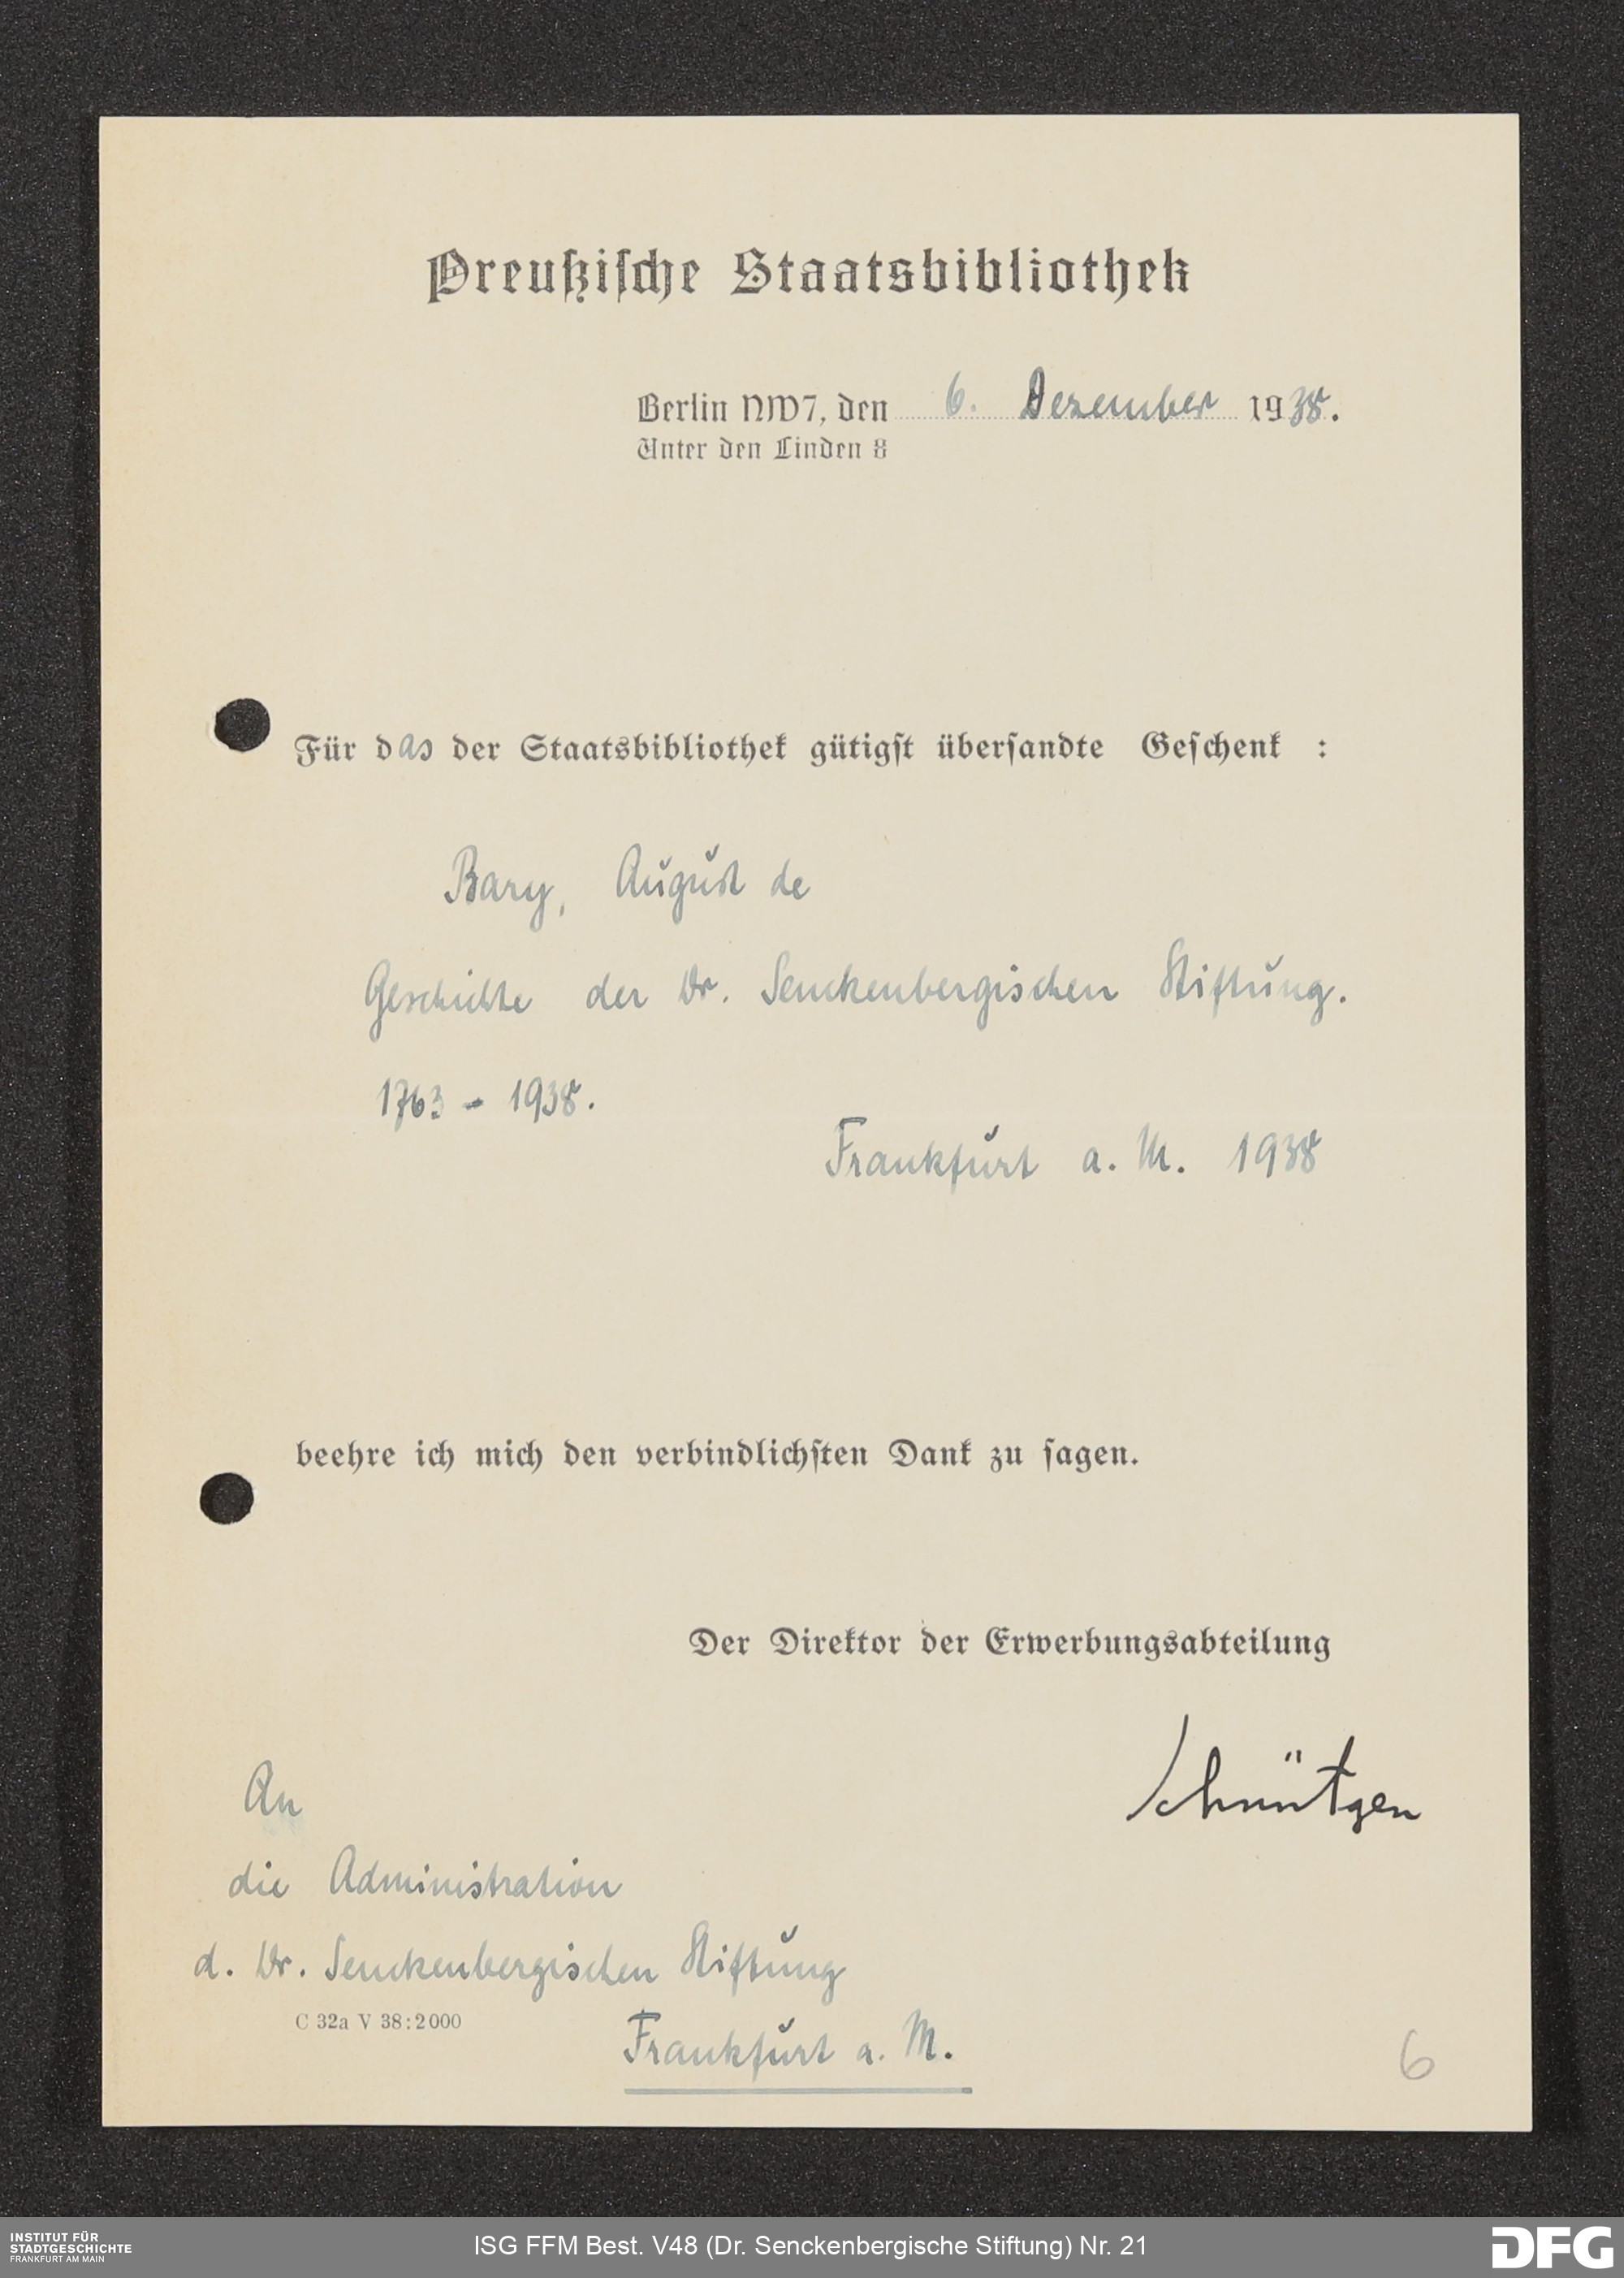 Preußische Staatsbibliothek
Berlin NW7, den 6. Dezember 1938.
Unter den Linden 8
Für das der Staatsbibliothek gütigst übersandte Geschenk :
Bary, August de
Geschichte der Dr. Senckenbergischen Stiftung.
1763 - 1938.
Frankfurt a. M. 1938
beehre ich mich den verbindlichsten Dank zu sagen.
Der Direktor der Erwerbungsabteilung
Schnütgen
An
die Administration
d. Dr. Senckenbergischen Stiftung
C 32a V 38:2000
Frankfurt a. M.
6
INSTITUT FÜR
STADTGESCHICHTE
FRANKFURT AM MAIN
ISG FFM Best. V48 (Dr. Senckenbergische Stiftung) Nr. 21
DFG